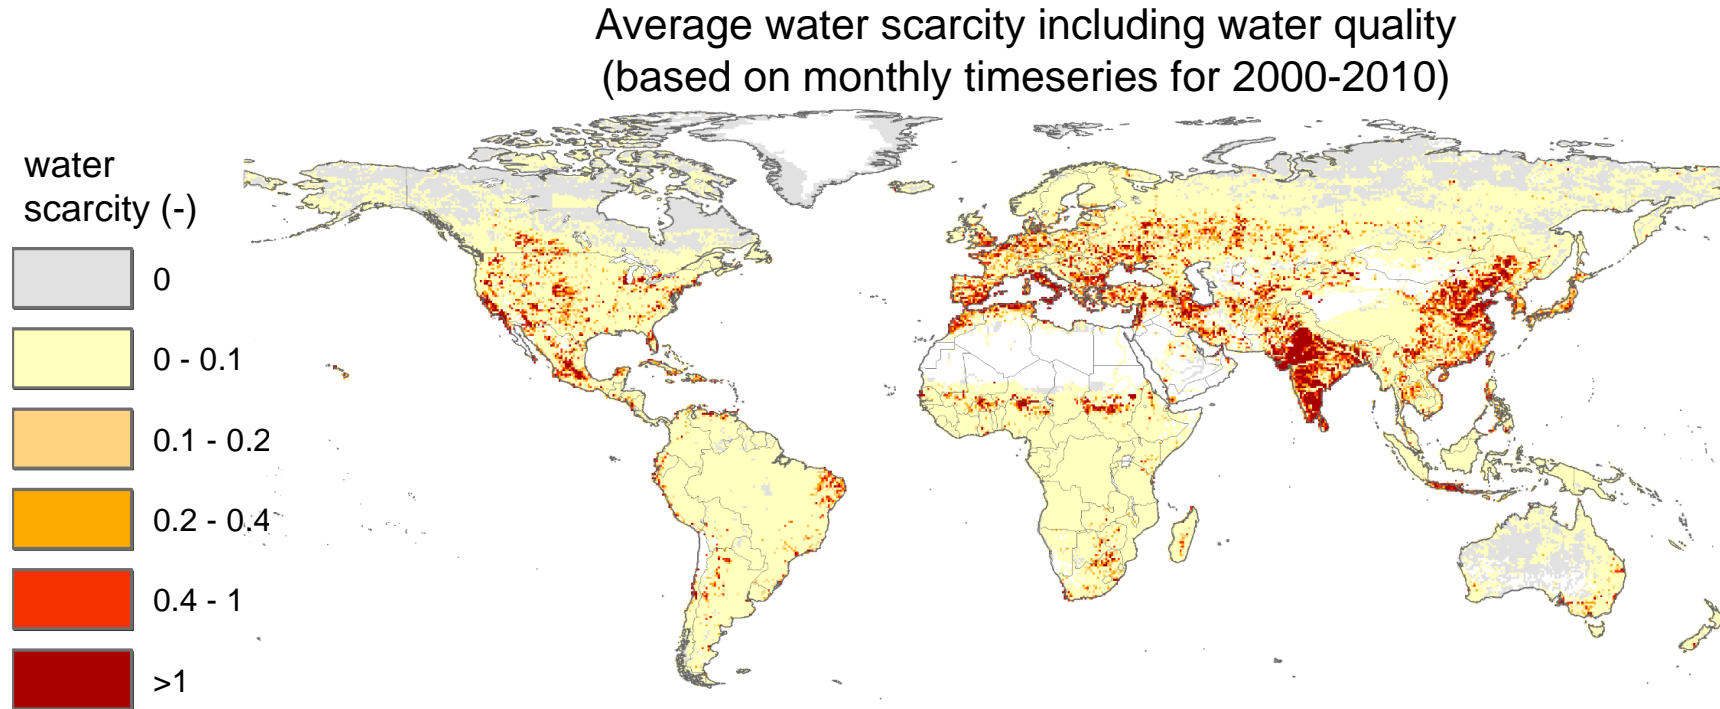 Average water scarcity including water quality
(based on monthly timeseries for 2000-2010)
water
scarcity (-)
0
0 - 0.1
0.1 - 0.2
0.2 - 0.4
0.4 - 1
>1